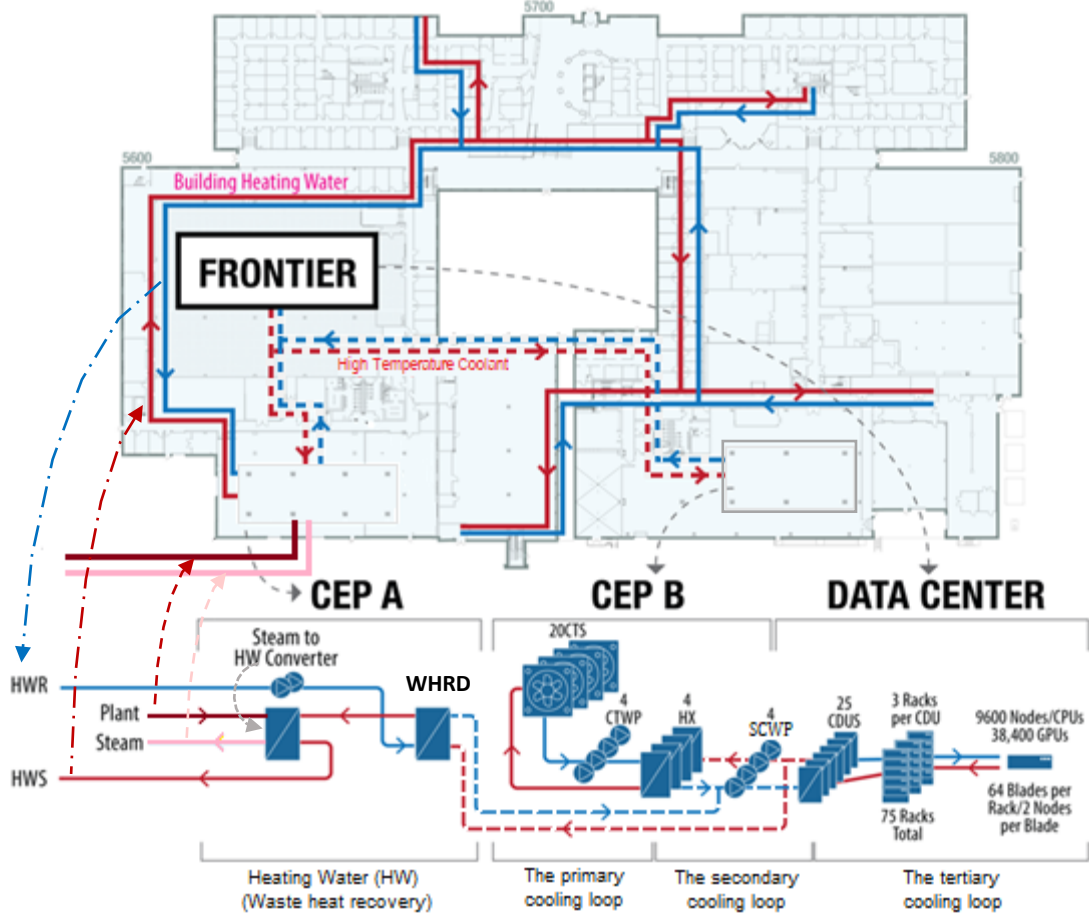 5700
5600
5800
Building Heating Water
FRONTIER
High Temperature Coolant
CEP A
CEP B
DATA CENTER
Steam to
HW Converter
WHRD
HWR
Plant
Steam
HWS
20CTS
4
CTWP
4
HX
4
SCWP
25
CDUS
3 Racks
per CDU
75 Racks
Total
9600 Nodes/CPUs
38,400 GPUs
64 Blades per
Rack/2 Nodes
per Blade
Heating Water (HW)
(Waste heat recovery)
The primary
cooling loop
The secondary
cooling loop
The tertiary
cooling loop